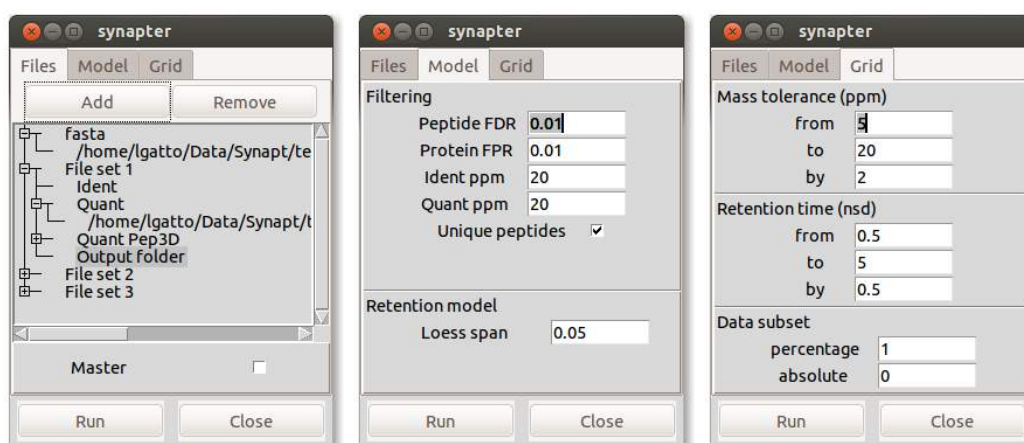 synapter
Files Model Grid
Add Remove
fasta
/home/lgatto/Data/Synapt/te
File set 1
Ident
Quant
/home/lgatto/Data/Synapt/t
Quant Pep3D
Output folder
File set 2
File set 3
Master
Run Close
synapter
Files Model Grid
Filtering
Peptide FDR 0.01
Protein FPR 0.01
Ident ppm 20
Quant ppm 20
Unique peptides
Retention model
Loess span 0.05
Run Close
synapter
Files Model Grid
Mass tolerance (ppm)
from 5
to 20
by 2
Retention time (nsd)
from 0.5
to 5
by 0.5
Data subset
percentage 1
absolute 0
Run Close